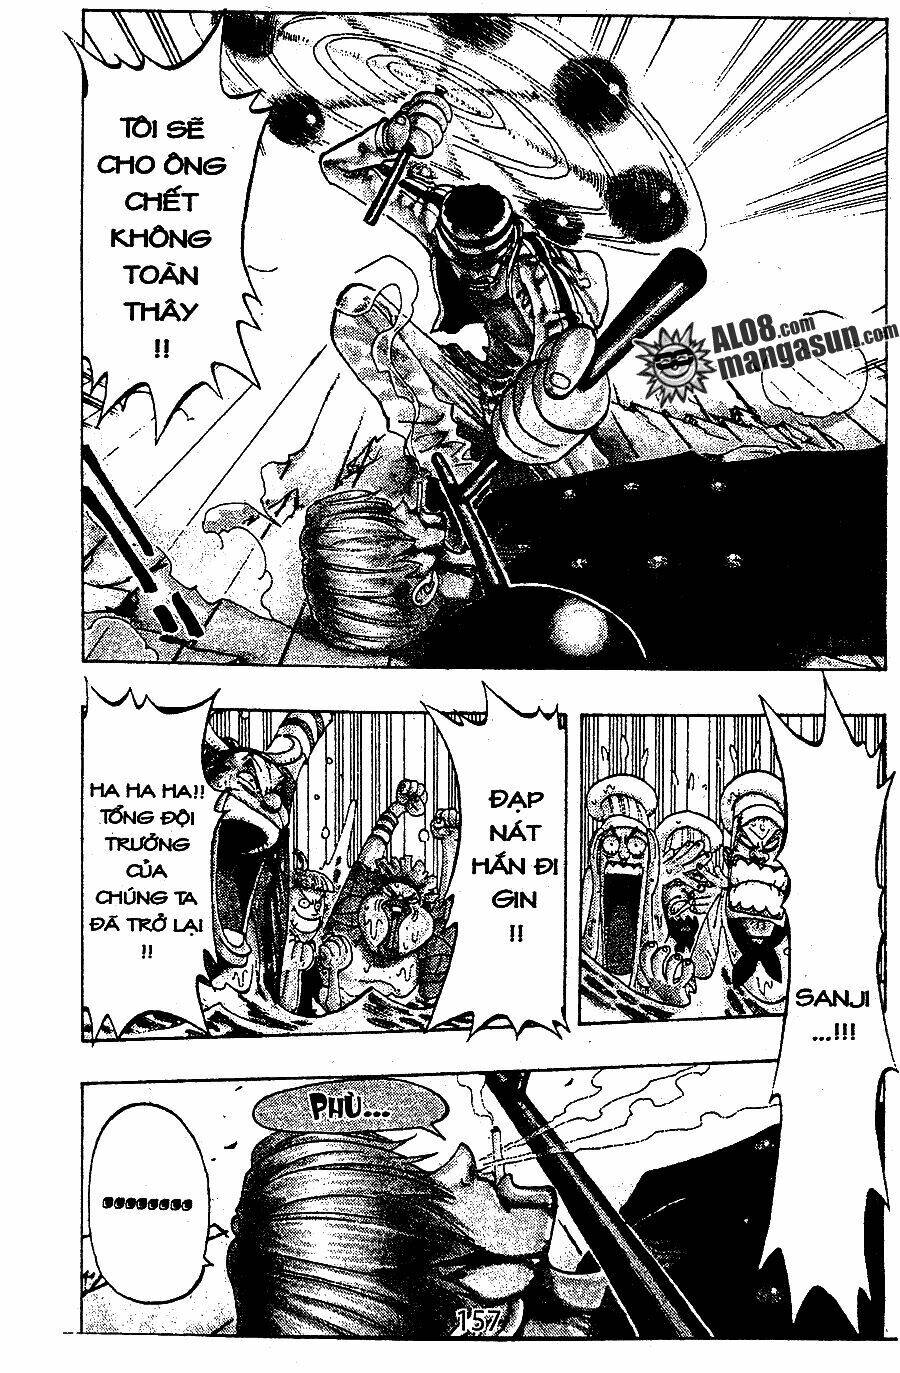 TÔI SẼ
CHO ÔNG
CHẾT
KHÔNG
TOÀN
THÂY
!!
AL08.com
mangasun.com
HA HA HA!!
TỔNG ĐỘI
TRƯỞNG
CỦA
CHÚNG TA
ĐÃ TRỞ LẠI
!!
ĐẠP
NÁT
HẮN ĐI
GIN
!!
SANJI
...!!!
PHÙ...
........
157